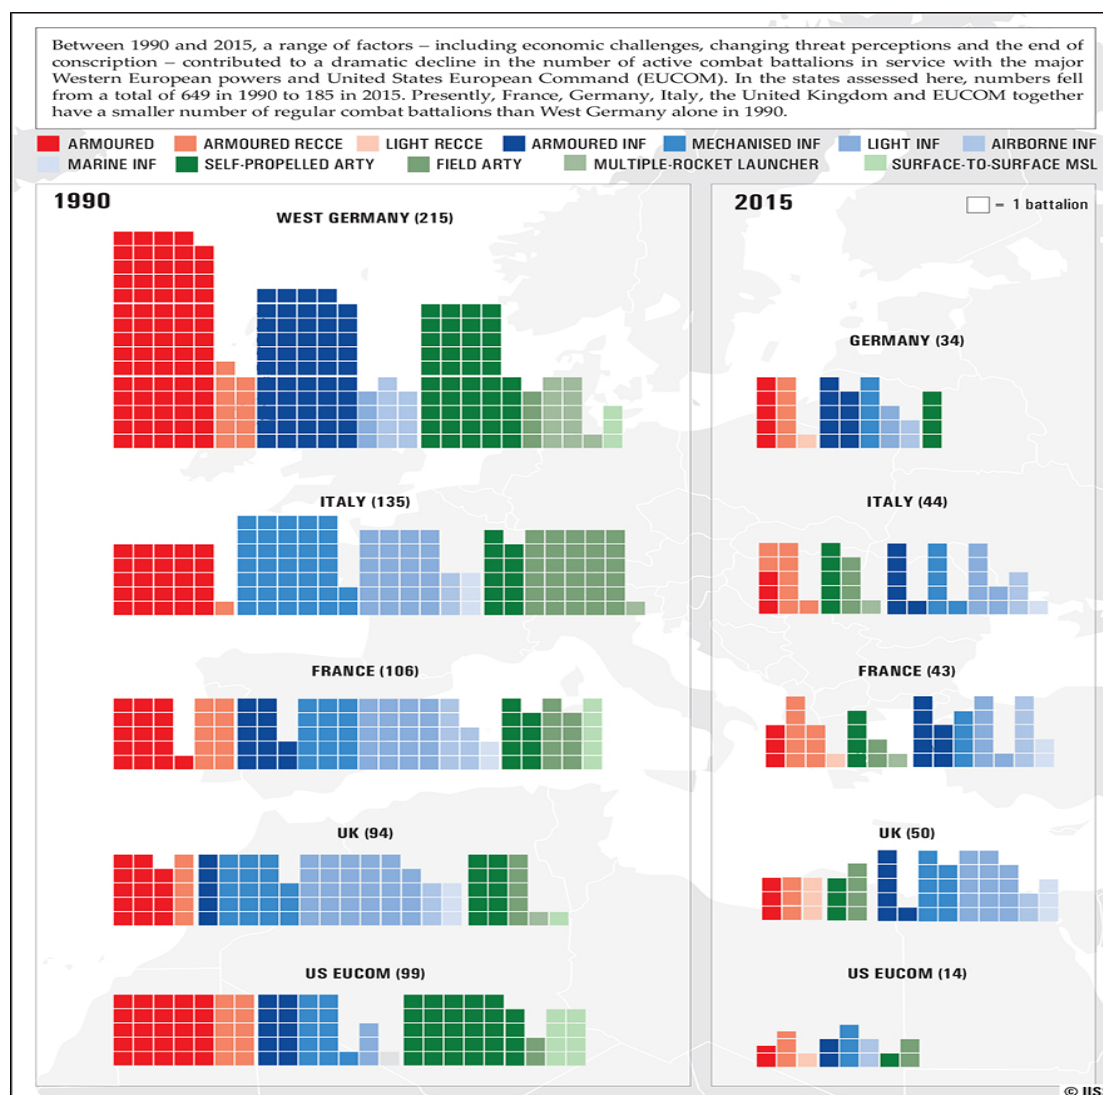 Between 1990 and 2015, a range of factors – including economic challenges, changing threat perceptions and the end of
conscription – contributed to a dramatic decline in the number of active combat battalions in service with the major
Western European powers and United States European Command (EUCOM). In the states assessed here, numbers fell
from a total of 649 in 1990 to 185 in 2015. Presently, France, Germany, Italy, the United Kingdom and EUCOM together
have a smaller number of regular combat battalions than West Germany alone in 1990.
ARMOURED ARMOURED RECCE LIGHT RECCE ARMOURED INF MECHANISED INF LIGHT INF AIRBORNE INF
MARINE INF SELF-PROPELLED ARTY FIELD ARTY MULTIPLE-ROCKET LAUNCHER SURFACE-TO-SURFACE MSL
1990
WEST GERMANY (215)
ITALY (135)
FRANCE (106)
UK (94)
US EUCOM (99)
2015
= 1 battalion
GERMANY (34)
ITALY (44)
FRANCE (43)
UK (50)
US EUCOM (14)